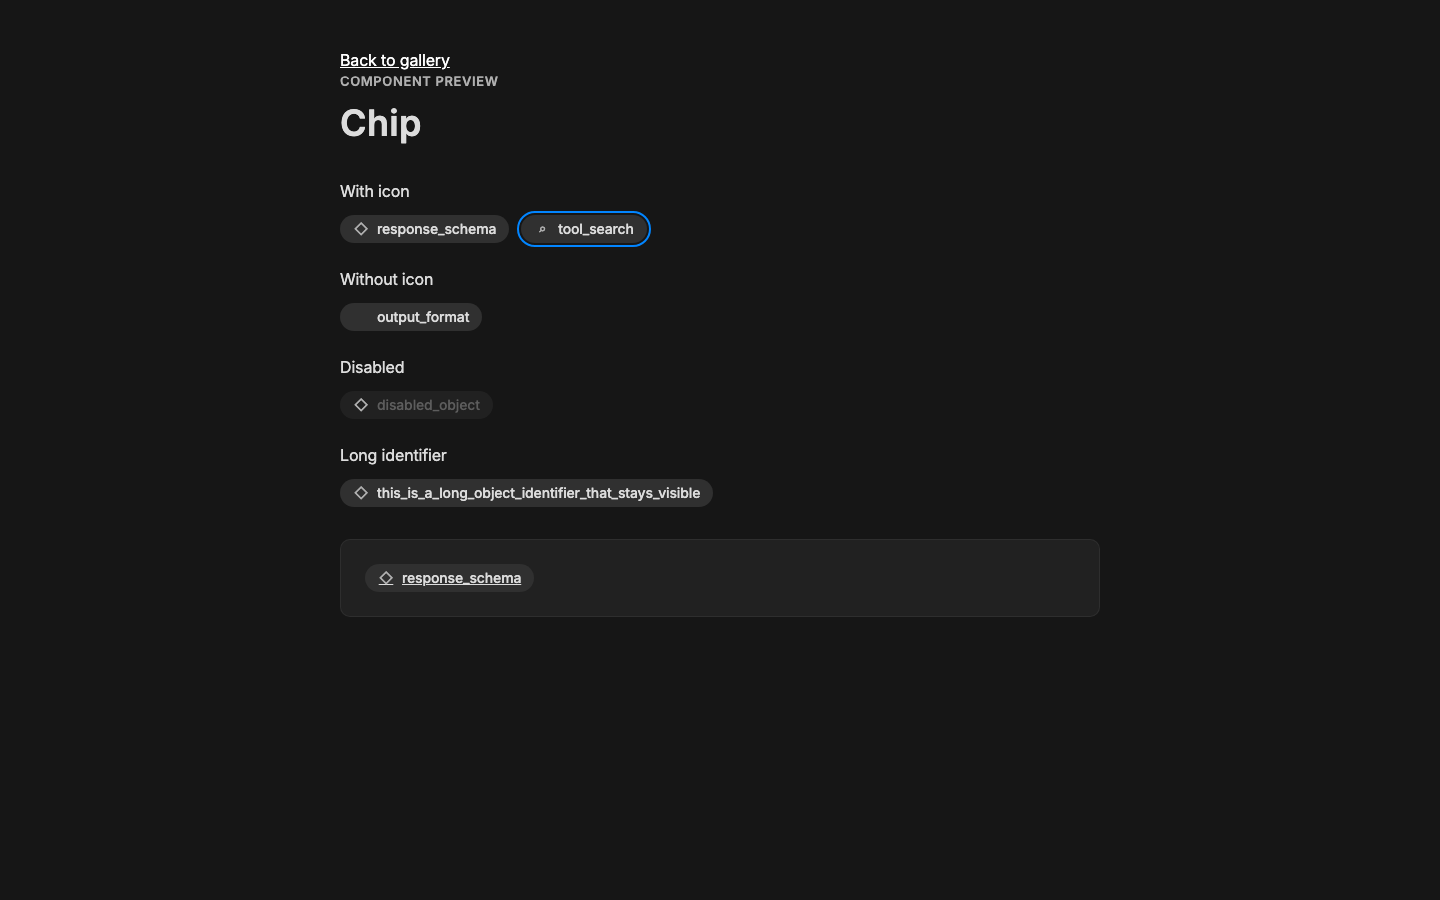 Back to gallery
COMPONENT PREVIEW
Chip
With icon
response_schema
tool_search
Without icon
output_format
Disabled
disabled_object
Long identifier
this_is_a_long_object_identifier_that_stays_visible
response_schema